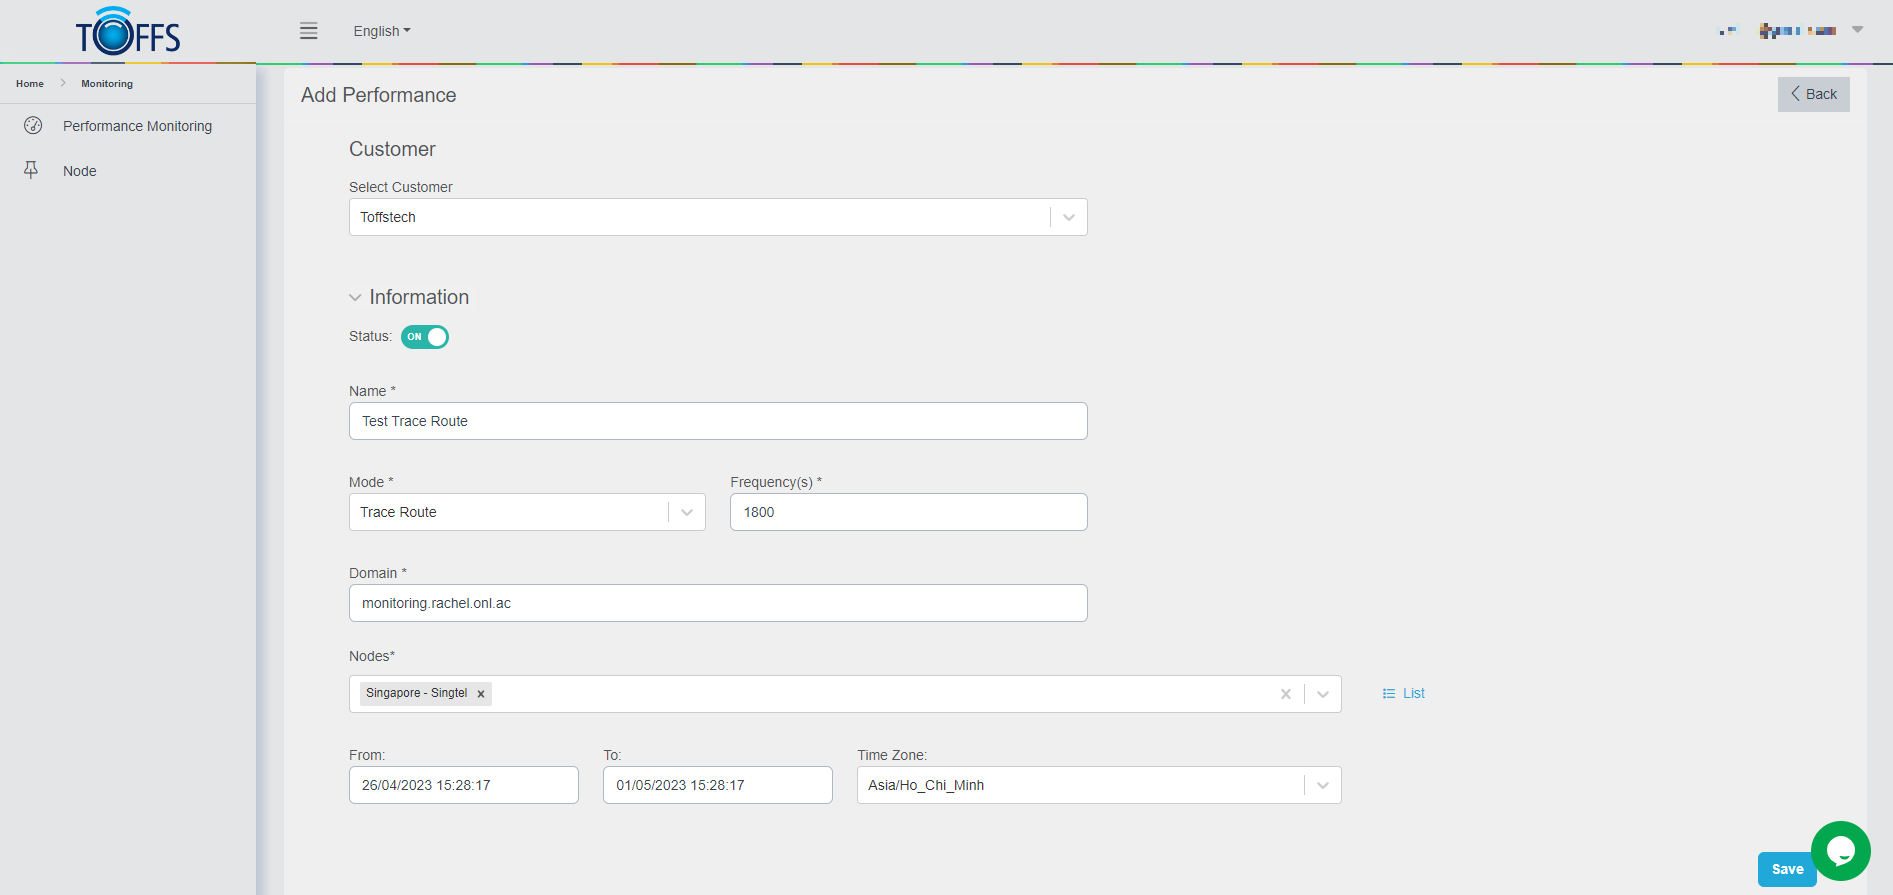 TOFFS
English
Home > Monitoring
Performance Monitoring
Node
Add Performance
Back
Customer
Select Customer
Toffstech
Information
Status: ON
Name *
Test Trace Route
Mode * Frequency(s) *
Trace Route 1800
Domain *
monitoring.rachel.onl.ac
Nodes*
Singapore - Singtel x
List
From: To: Time Zone:
26/04/2023 15:28:17 01/05/2023 15:28:17 Asia/Ho_Chi_Minh
Save